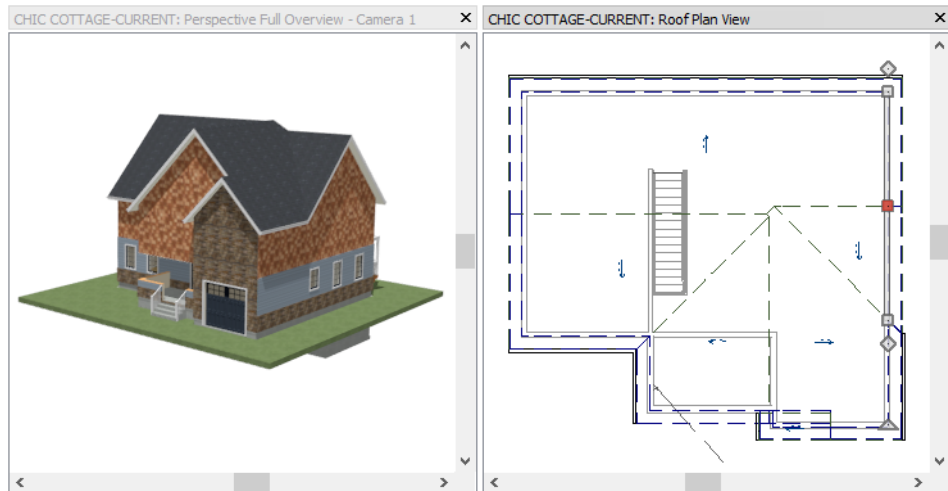 CHIC COTTAGE-CURRENT: Perspective Full Overview - Camera 1
CHIC COTTAGE-CURRENT: Roof Plan View